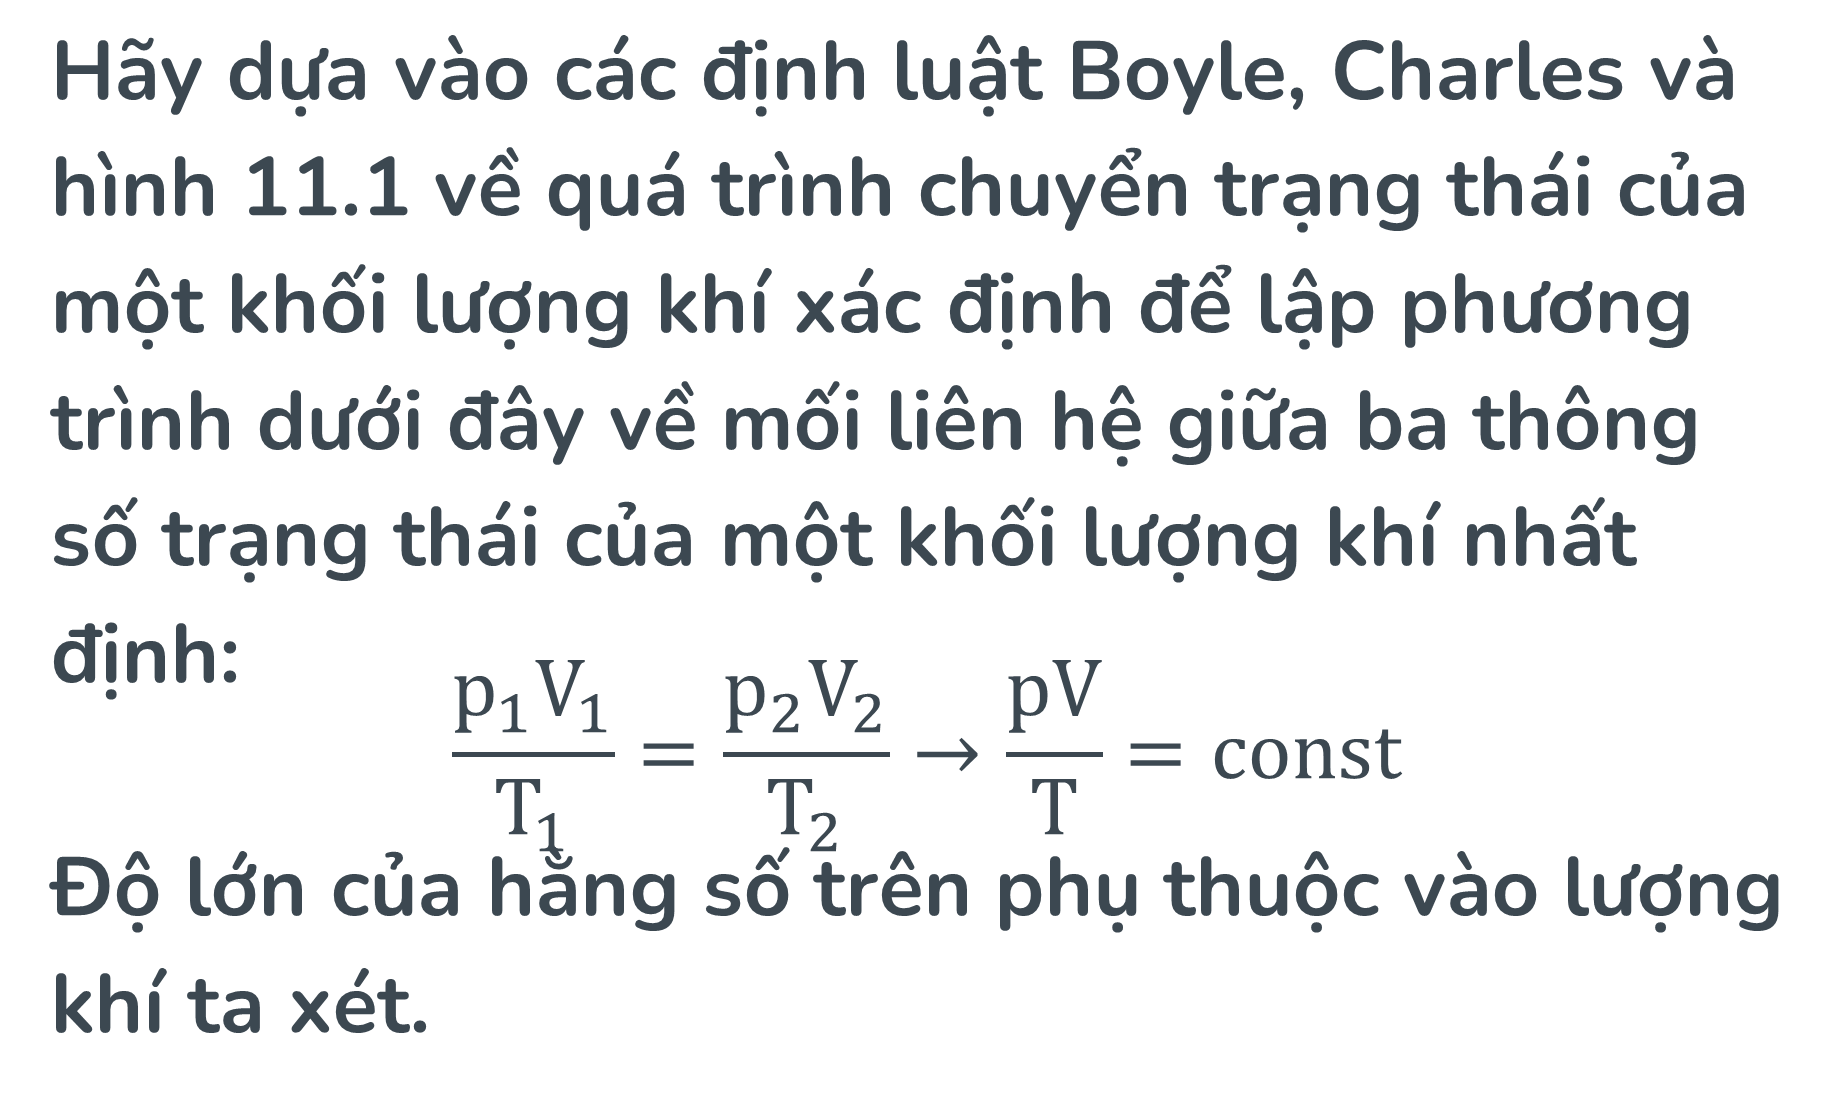 Hãy dựa vào các định luật Boyle, Charles và
hình 11.1 về quá trình chuyển trạng thái của
một khối lượng khí xác định để lập phương
trình dưới đây về mối liên hệ giữa ba thông
số trạng thái của một khối lượng khí nhất
định:
p₁V₁/T₁ = p₂V₂/T₂ → pV/T = const
Độ lớn của hằng số trên phụ thuộc vào lượng
khí ta xét.